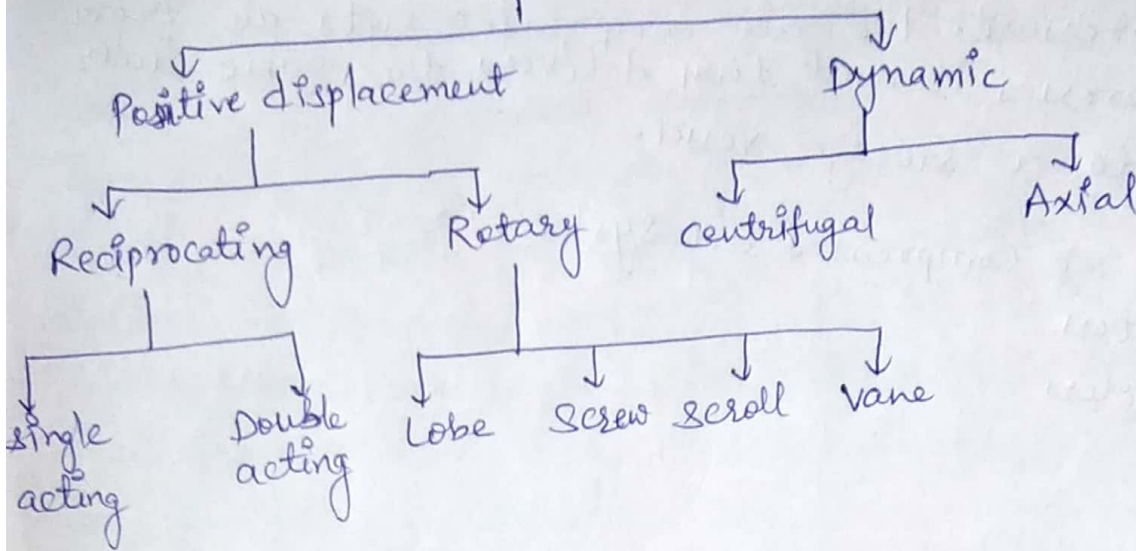 Positive displacement
Dynamic
Reciprocating
Rotary
centrifugal
Axial
single
acting
Double
acting
Lobe
Screw
scroll
Vane